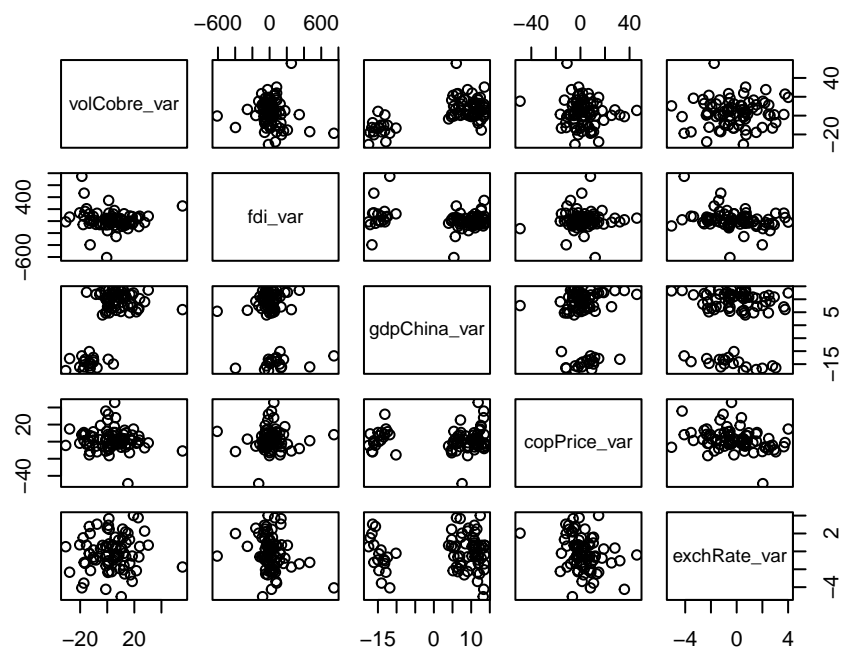 −600 0 600 −40 0 40
volCobre_var −20 40
−600 400 fdi_var
gdpChina_var −15 5
−40 20 copPrice_var
exchRate_var −4 2
−20 20 −15 0 10 −4 0 4